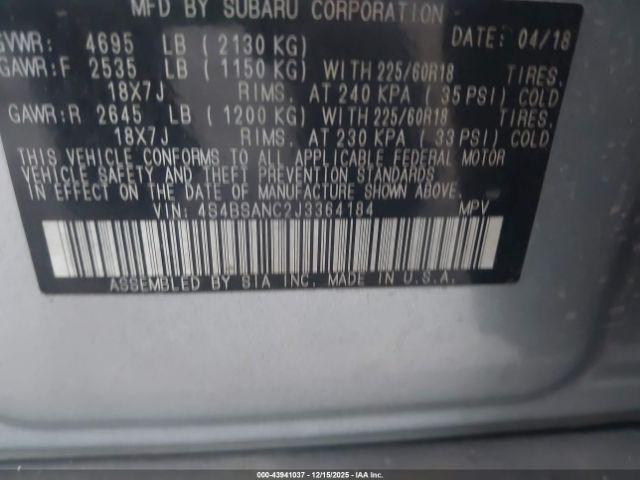 MFD BY SUBARU CORPORATION
GVWR: 4695 LB (2130 KG) DATE: 04/18
GAWR:F 2535 LB (1150 KG) WITH 225/60R18 TIRES.
18X7J RIMS. AT 240 KPA (35 PSI) COLD
GAWR:R 2645 LB (1200 KG) WITH 225/60R18 TIRES.
18X7J RIMS. AT 230 KPA (33 PSI) COLD
THIS VEHICLE CONFORMS TO ALL APPLICABLE FEDERAL MOTOR
VEHICLE SAFETY AND THEFT PREVENTION STANDARDS
IN EFFECT ON THE DATE OF MANUFACTURE SHOWN ABOVE.
VIN: 4S4BSANC2J3364184 MPV
ASSEMBLED BY SIA INC. MADE IN U.S.A.
000-43941037 - 12/15/2025 - IAA Inc.